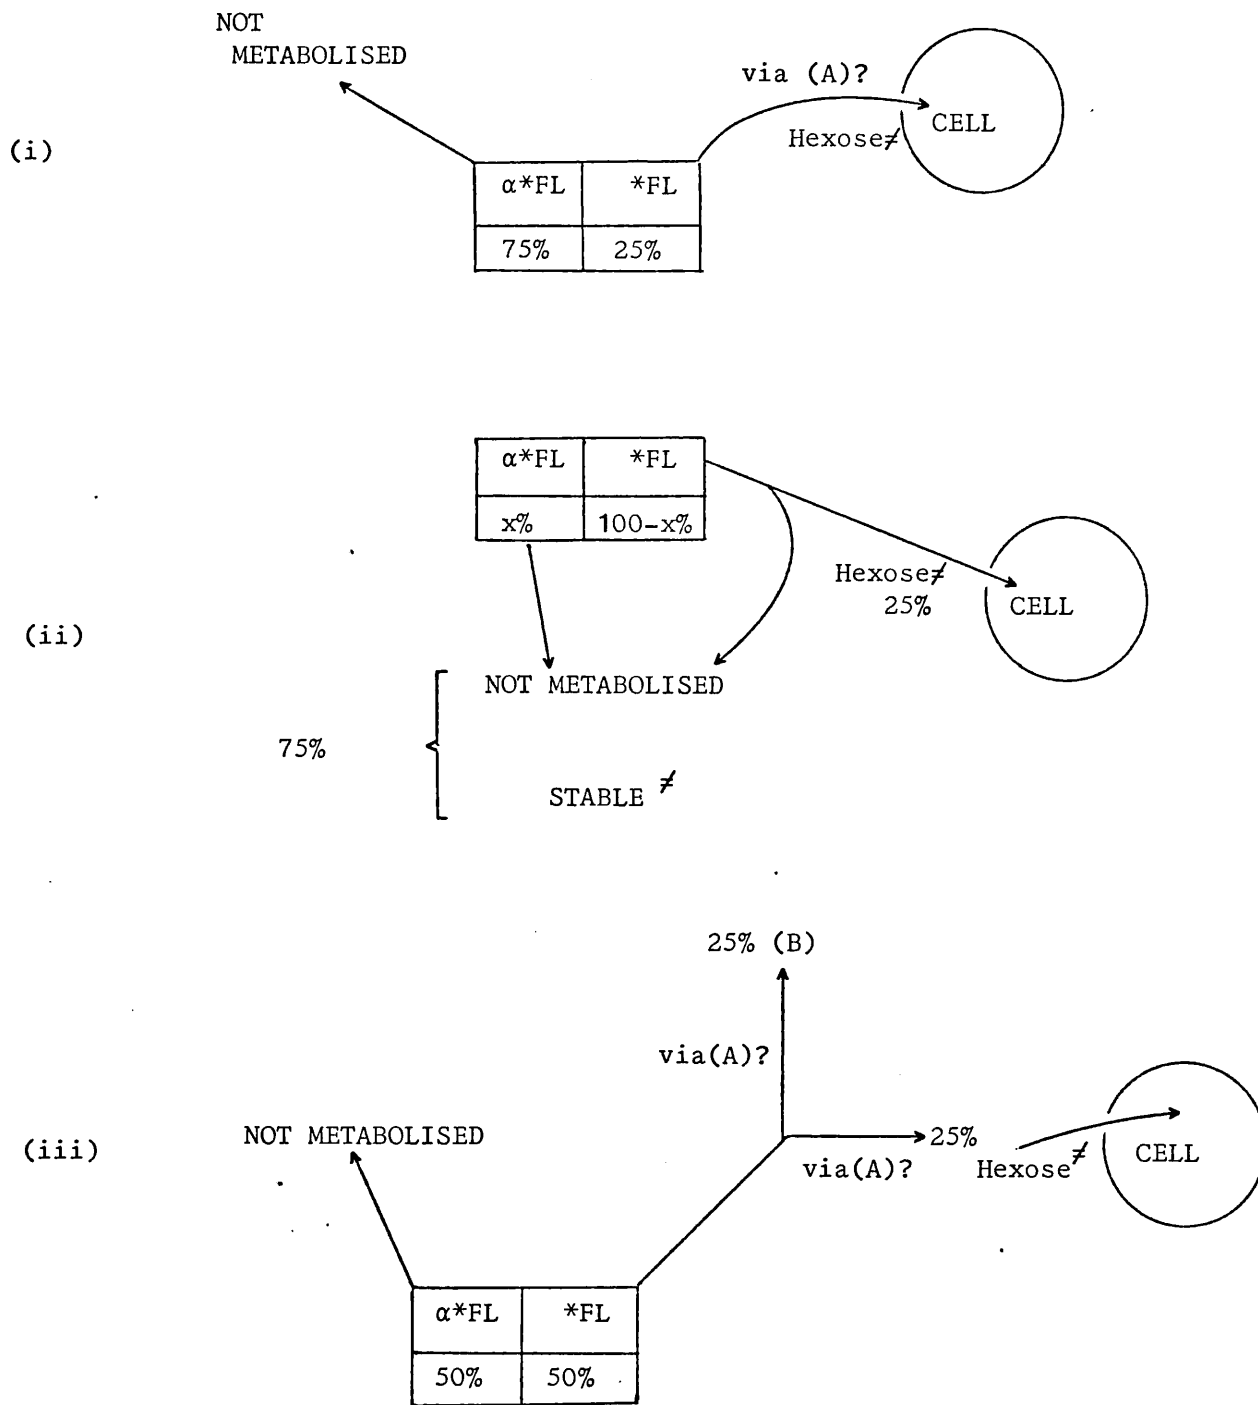 NOT
METABOLISED
via (A)?
CELL
Hexose≠
(i)
α*FL *FL
75% 25%
α*FL *FL
x% 100-x%
Hexose≠
25%
CELL
(ii)
NOT METABOLISED
75%
STABLE ≠
25% (B)
via(A)?
NOT METABOLISED
25%
via(A)?
Hexose≠
CELL
(iii)
α*FL *FL
50% 50%